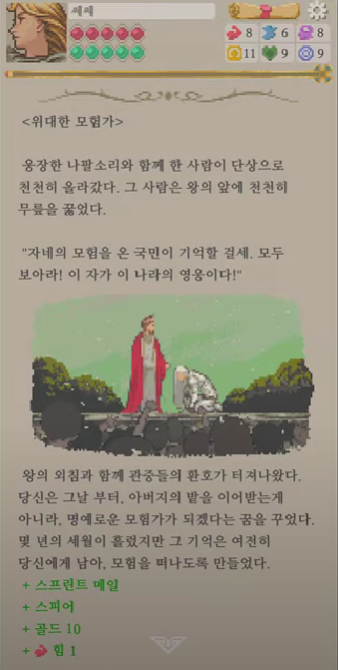 쎄쎄
8 6 8
11 9 9
<위대한 모험가>
웅장한 나팔소리와 함께 한 사람이 단상으로
천천히 올라갔다. 그 사람은 왕의 앞에 천천히
무릎을 꿇었다.
"자네의 모험을 온 국민이 기억할 걸세. 모두
보아라! 이 자가 이 나라의 영웅이다!"
왕의 외침과 함께 관중들의 환호가 터져나왔다.
당신은 그날 부터, 아버지의 밭을 이어받는게
아니라, 명예로운 모험가가 되겠다는 꿈을 꾸었다.
몇 년의 세월이 흘렀지만 그 기억은 여전히
당신에게 남아, 모험을 떠나도록 만들었다.
+ 스프린트 메일
+ 스피어
+ 골드 10
+ 힘 1